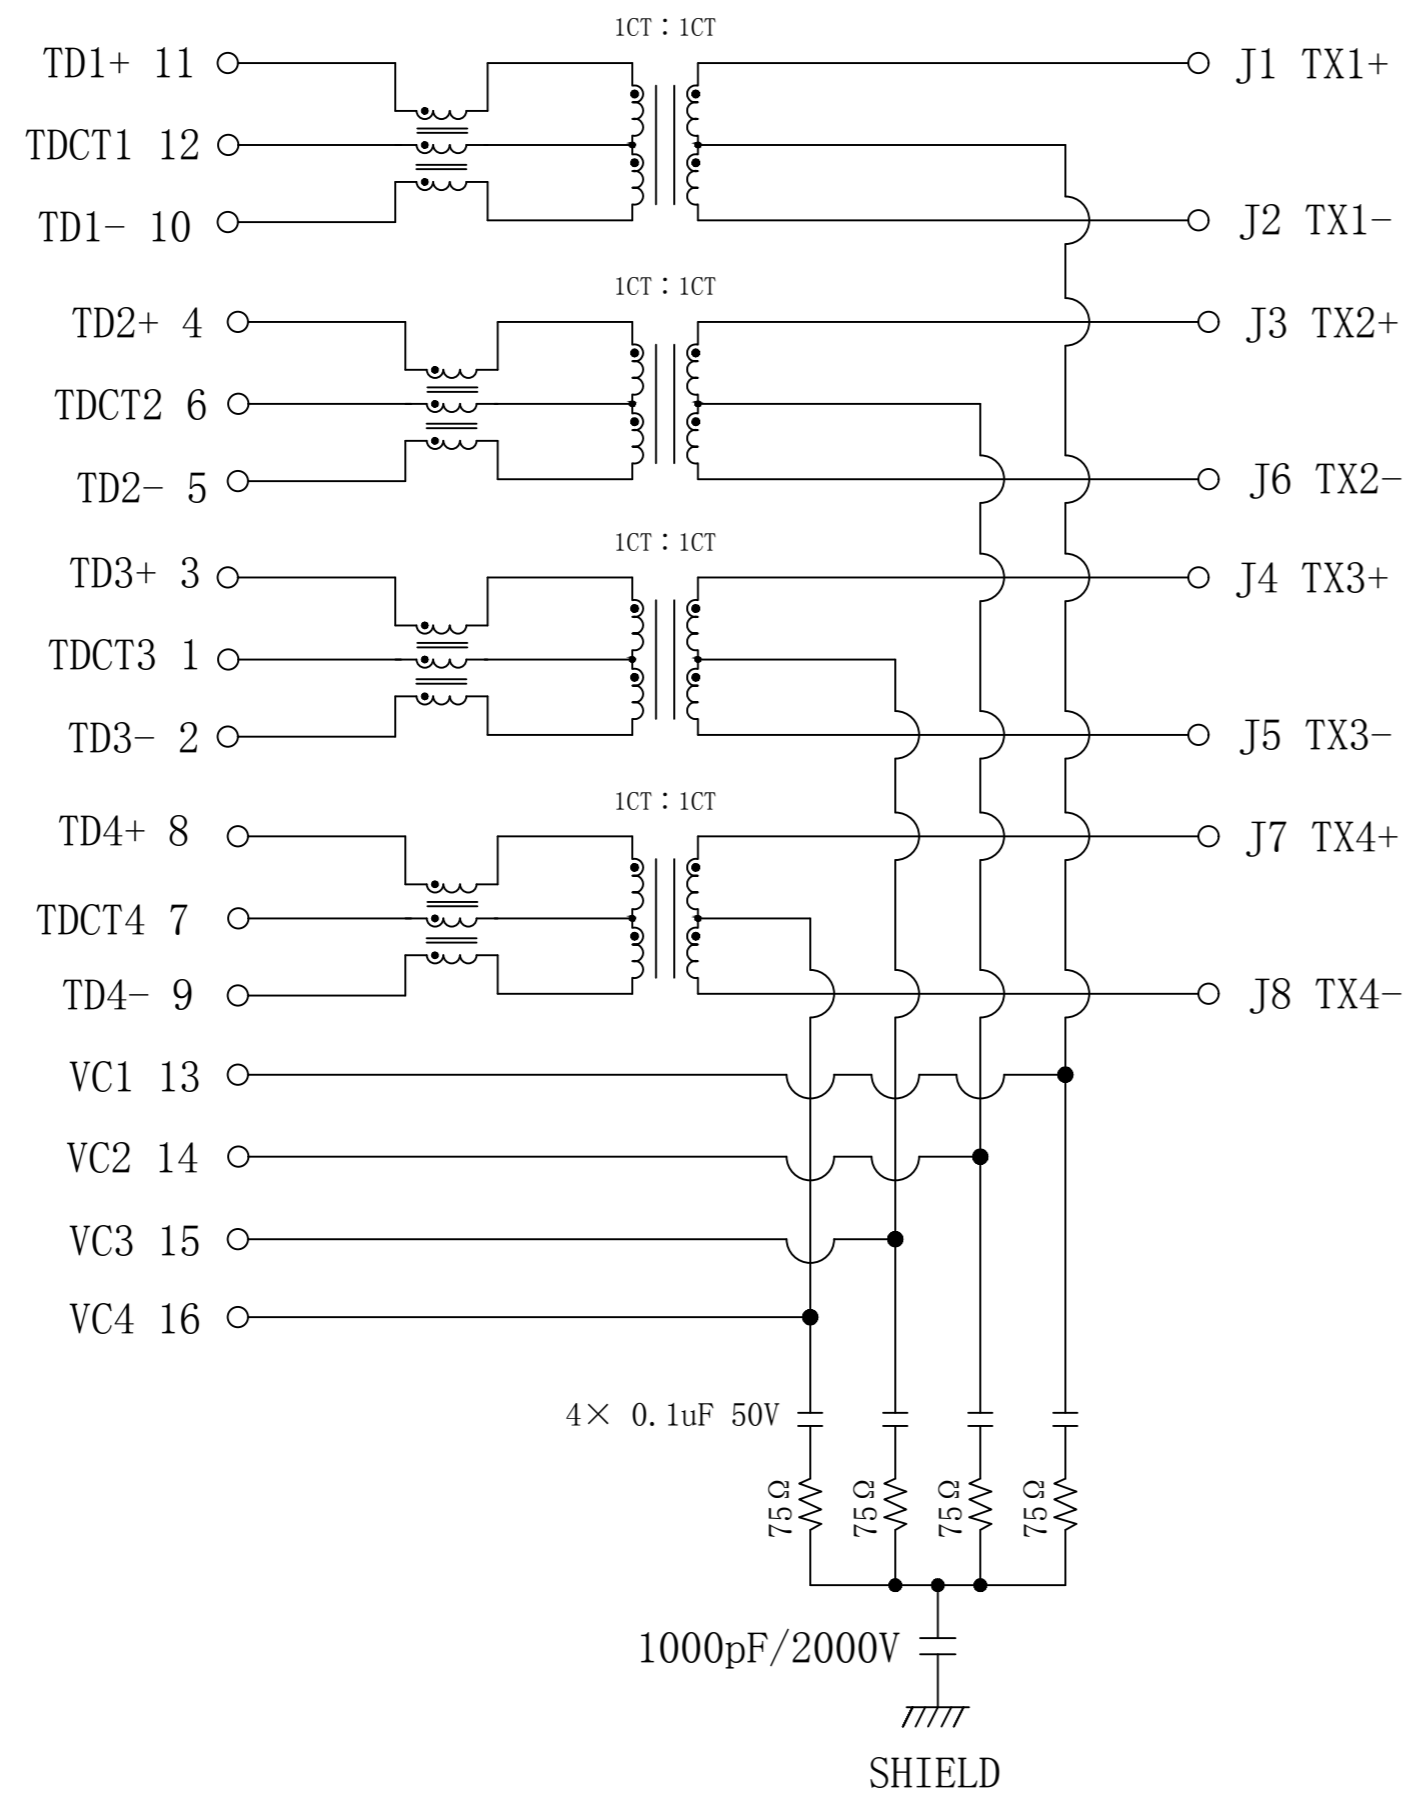 1CT：1CT
TD1+ 11
J1 TX1+
TDCT1 12
TD1- 10
J2 TX1-
1CT：1CT
TD2+ 4
J3 TX2+
TDCT2 6
TD2- 5
J6 TX2-
1CT：1CT
TD3+ 3
J4 TX3+
TDCT3 1
TD3- 2
J5 TX3-
1CT：1CT
TD4+ 8
J7 TX4+
TDCT4 7
TD4- 9
J8 TX4-
VC1 13
VC2 14
VC3 15
VC4 16
4× 0.1uF 50V
75Ω
75Ω
75Ω
75Ω
1000pF/2000V
SHIELD